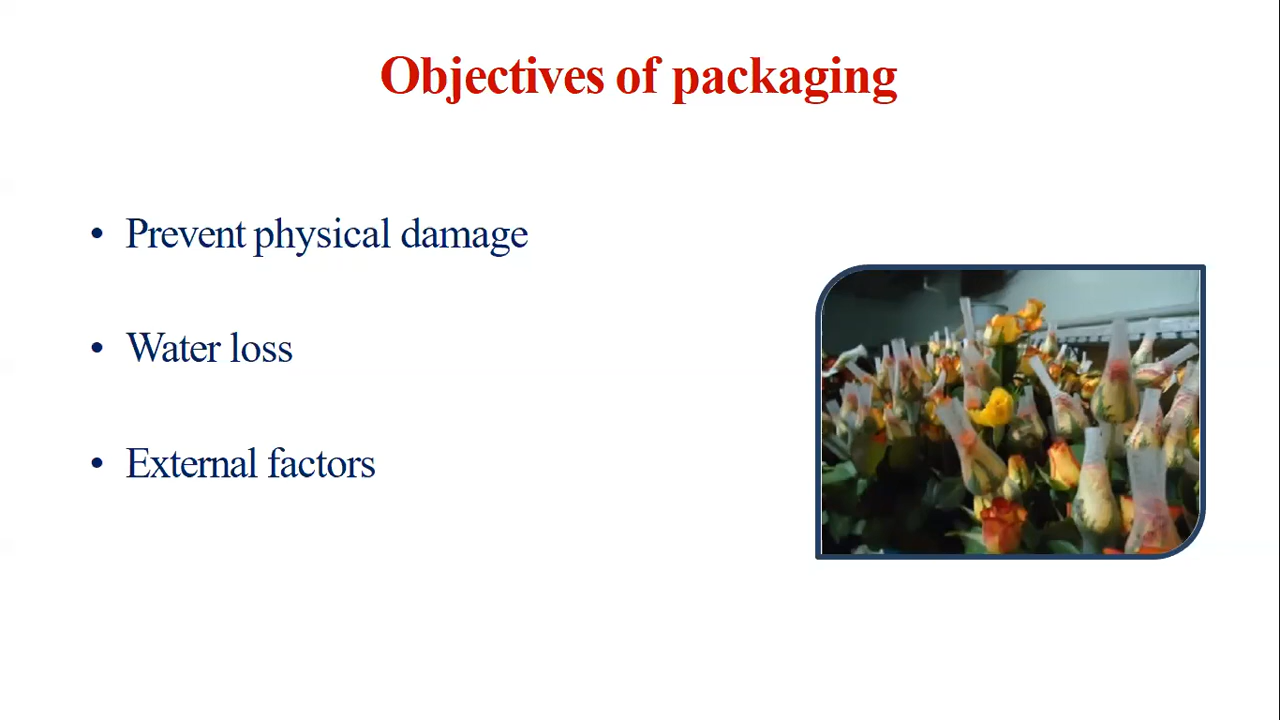 Objectives of packaging
• Prevent physical damage
• Water loss
• External factors